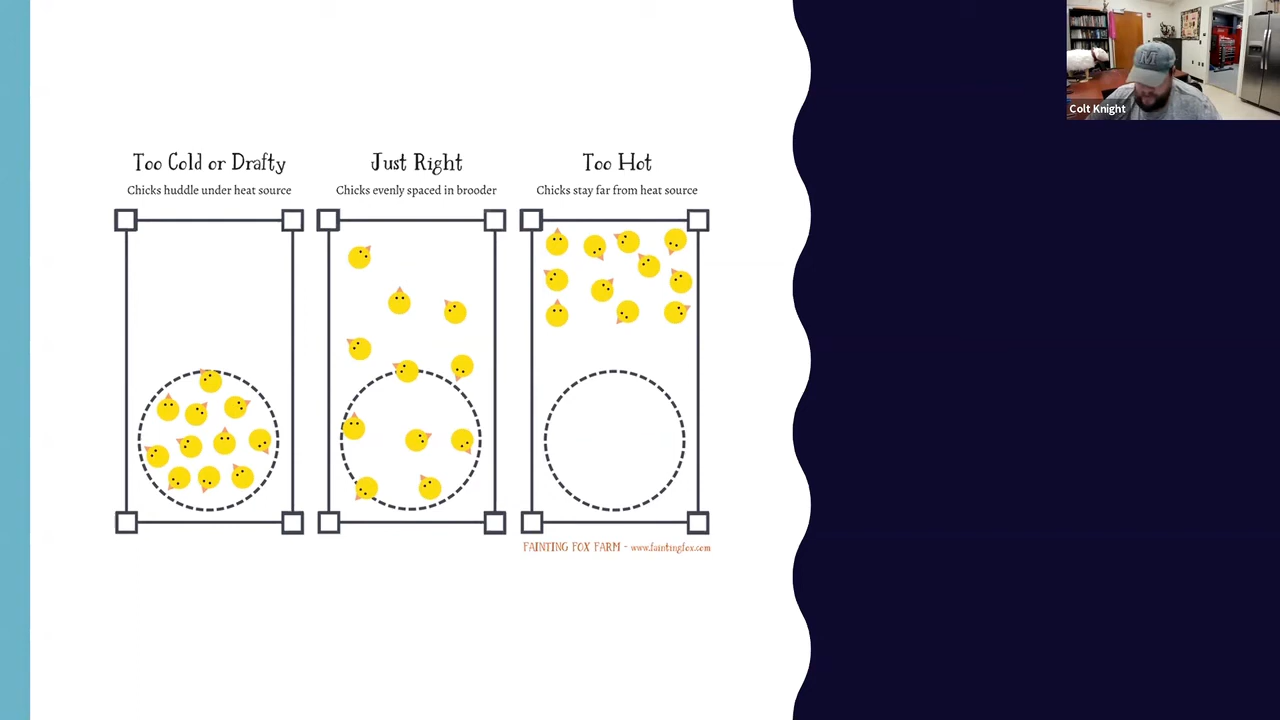 Too Cold or Drafty
Chicks huddle under heat source
Just Right
Chicks evenly spaced in brooder
Too Hot
Chicks stay far from heat source
FAINTING FOX FARM - www.faintingfox.com
M
Colt Knight